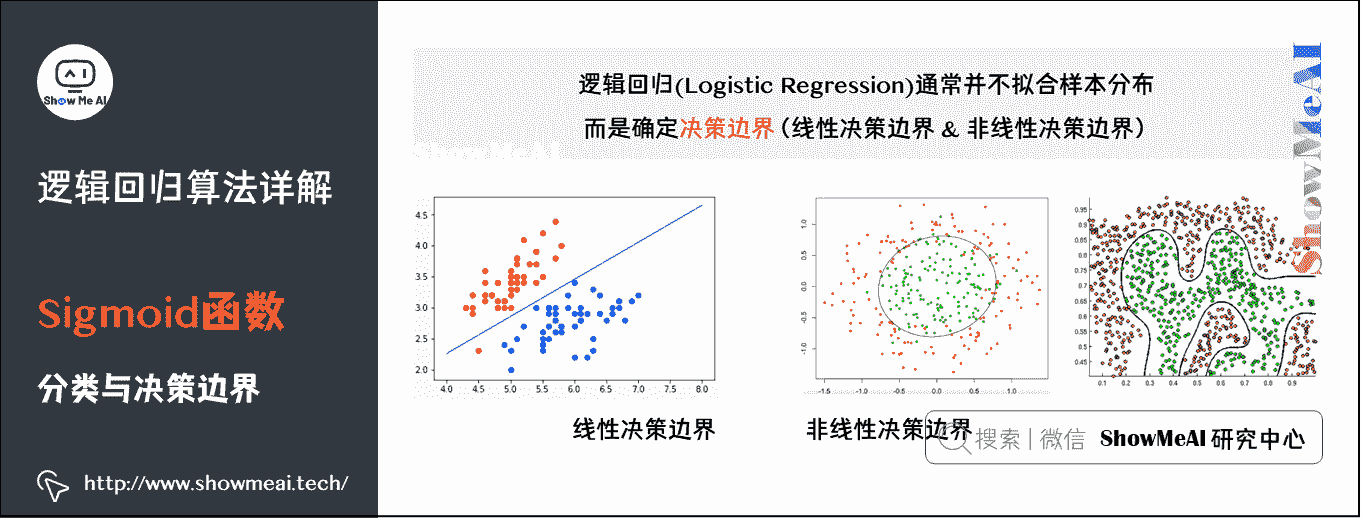 Show Me AI
逻辑回归算法详解
Sigmoid函数
分类与决策边界
http://www.showmeai.tech/
逻辑回归(Logistic Regression)通常并不拟合样本分布
而是确定决策边界 (线性决策边界 & 非线性决策边界)
ShowMeAI
ShowMeAI
4.5
4.0
3.5
3.0
2.5
2.0
4.0 4.5 5.0 5.5 6.0 6.5 7.0 7.5 8.0
线性决策边界
1.0
0.5
0.0
-0.5
-1.0
-1.5 -1.0 -0.5 0.0 0.5 1.0
0.95
0.9
0.85
0.8
0.75
0.7
0.65
0.6
0.55
0.5
0.45
0.1 0.2 0.3 0.4 0.5 0.6 0.7 0.8 0.9
非线性决策边界
搜索 | 微信 ShowMeAI 研究中心